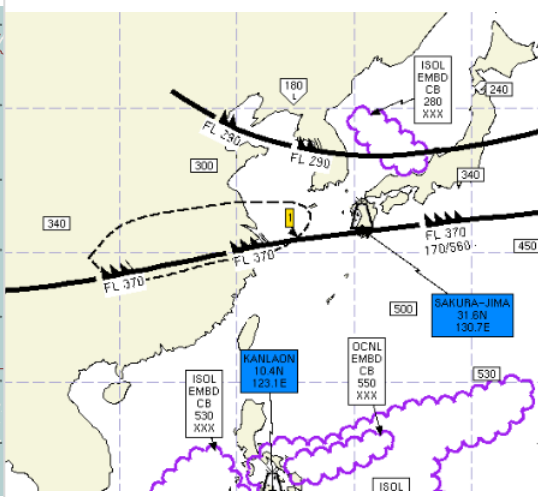 ISOL
EMBD
CB
280
XXX
180
L
240
FL 290
FL 290
300
340
340
1
FL 370
170/560
450
FL 370
FL 370
500
SAKURA-JIMA
31.6N
130.7E
KANLAON
10.4N
123.1E
OCNL
EMBD
CB
550
XXX
ISOL
EMBD
CB
530
XXX
530
ISOL